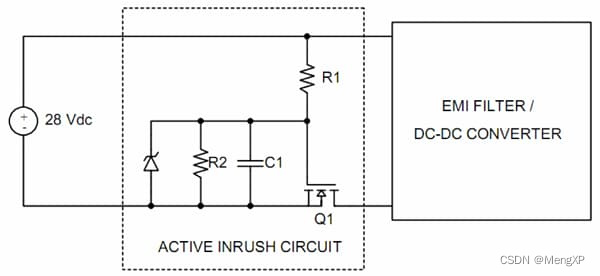 R1
28 Vdc
EMI FILTER /
DC-DC CONVERTER
R2
C1
Q1
ACTIVE INRUSH CIRCUIT
CSDN @MengXP